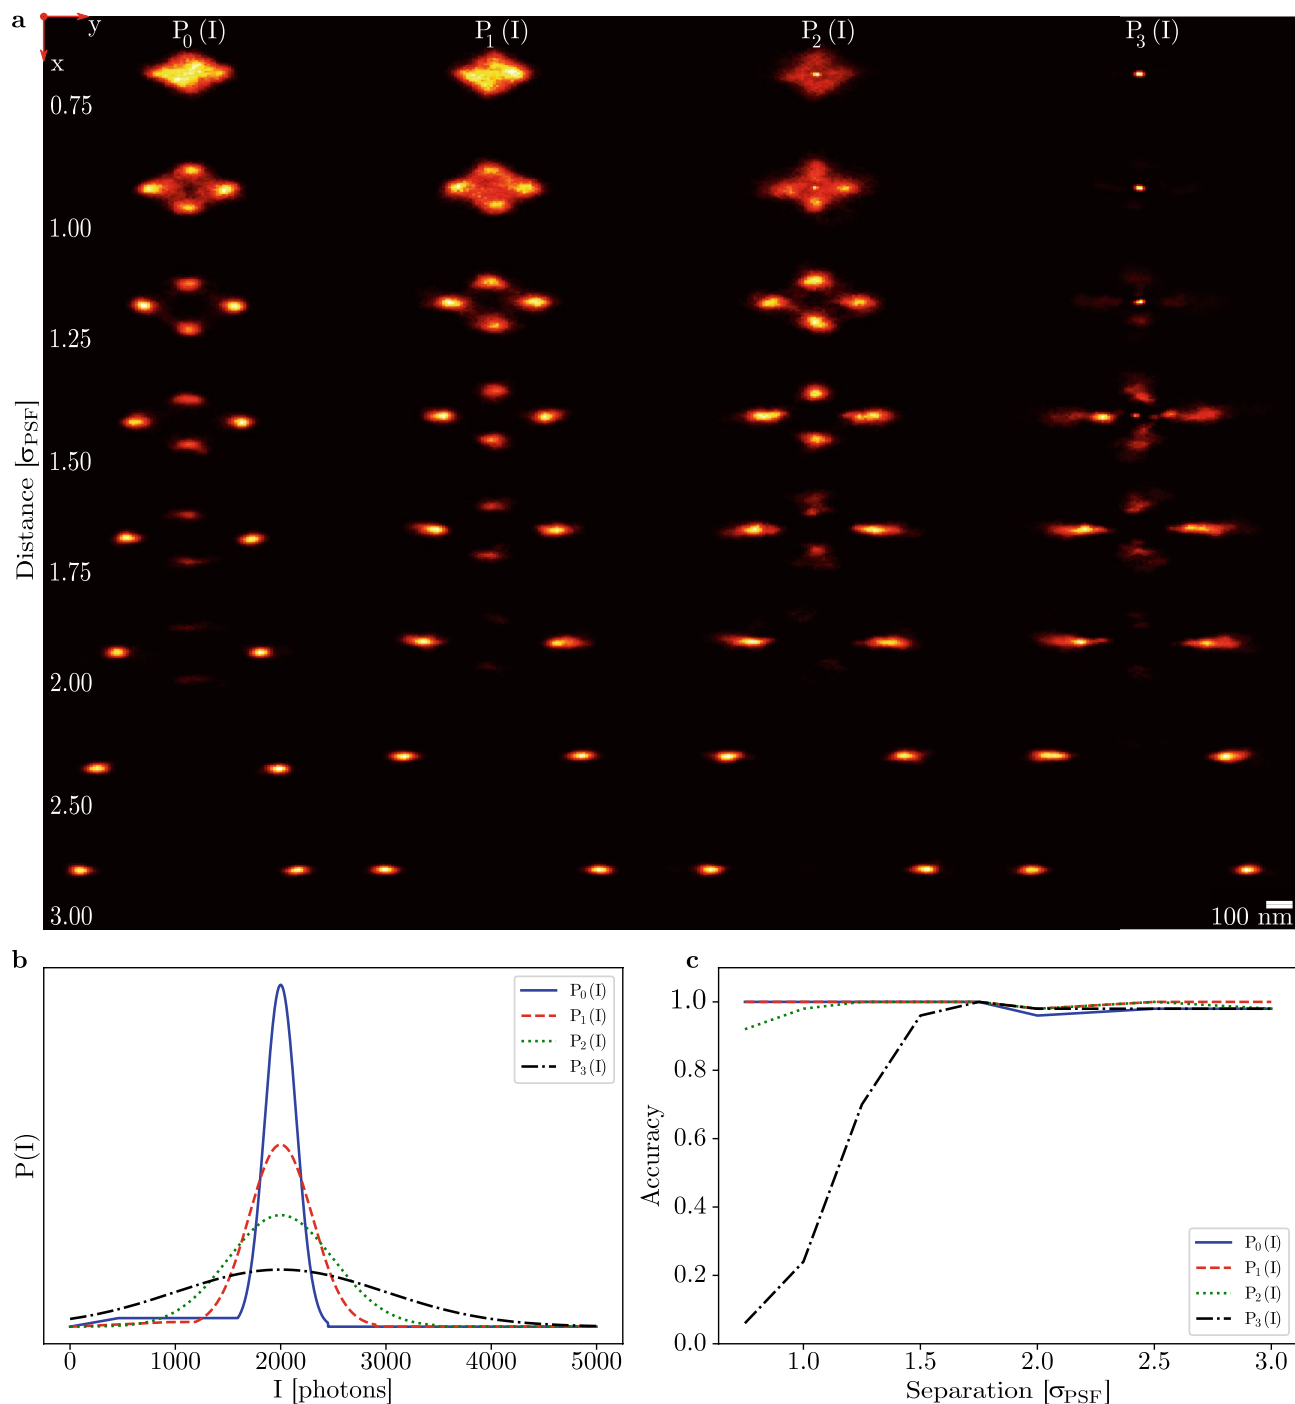 a
y
P₀(I) P₁(I) P₂(I) P₃(I)
x
0.75
1.00
1.25
1.50
1.75
2.00
2.50
3.00
Distance [σPSF]
100 nm
b
P₀(I)
P₁(I)
P₂(I)
P₃(I)
P(I)
0 1000 2000 3000 4000 5000
I [photons]
c
1.0
0.8
0.6
0.4
0.2
0.0
Accuracy
P₀(I)
P₁(I)
P₂(I)
P₃(I)
1.0 1.5 2.0 2.5 3.0
Separation [σPSF]